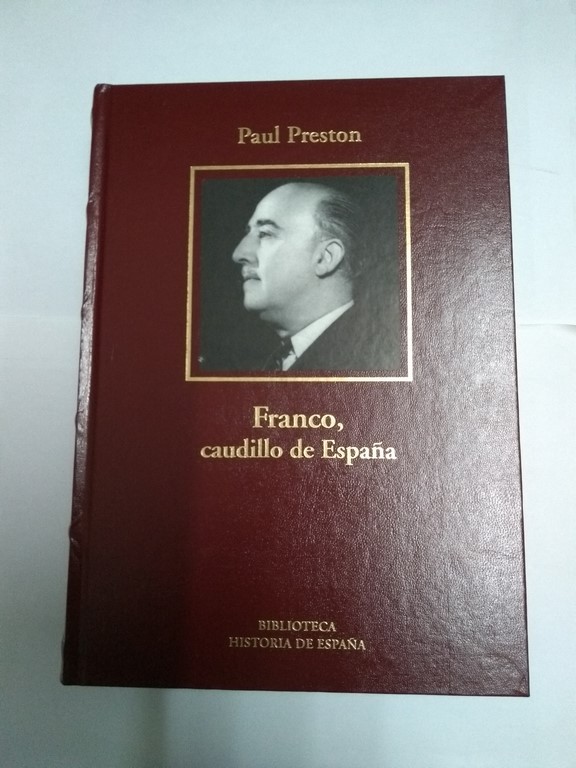 Paul Preston
Franco,
caudillo de España
BIBLIOTECA
HISTORIA DE ESPAÑA